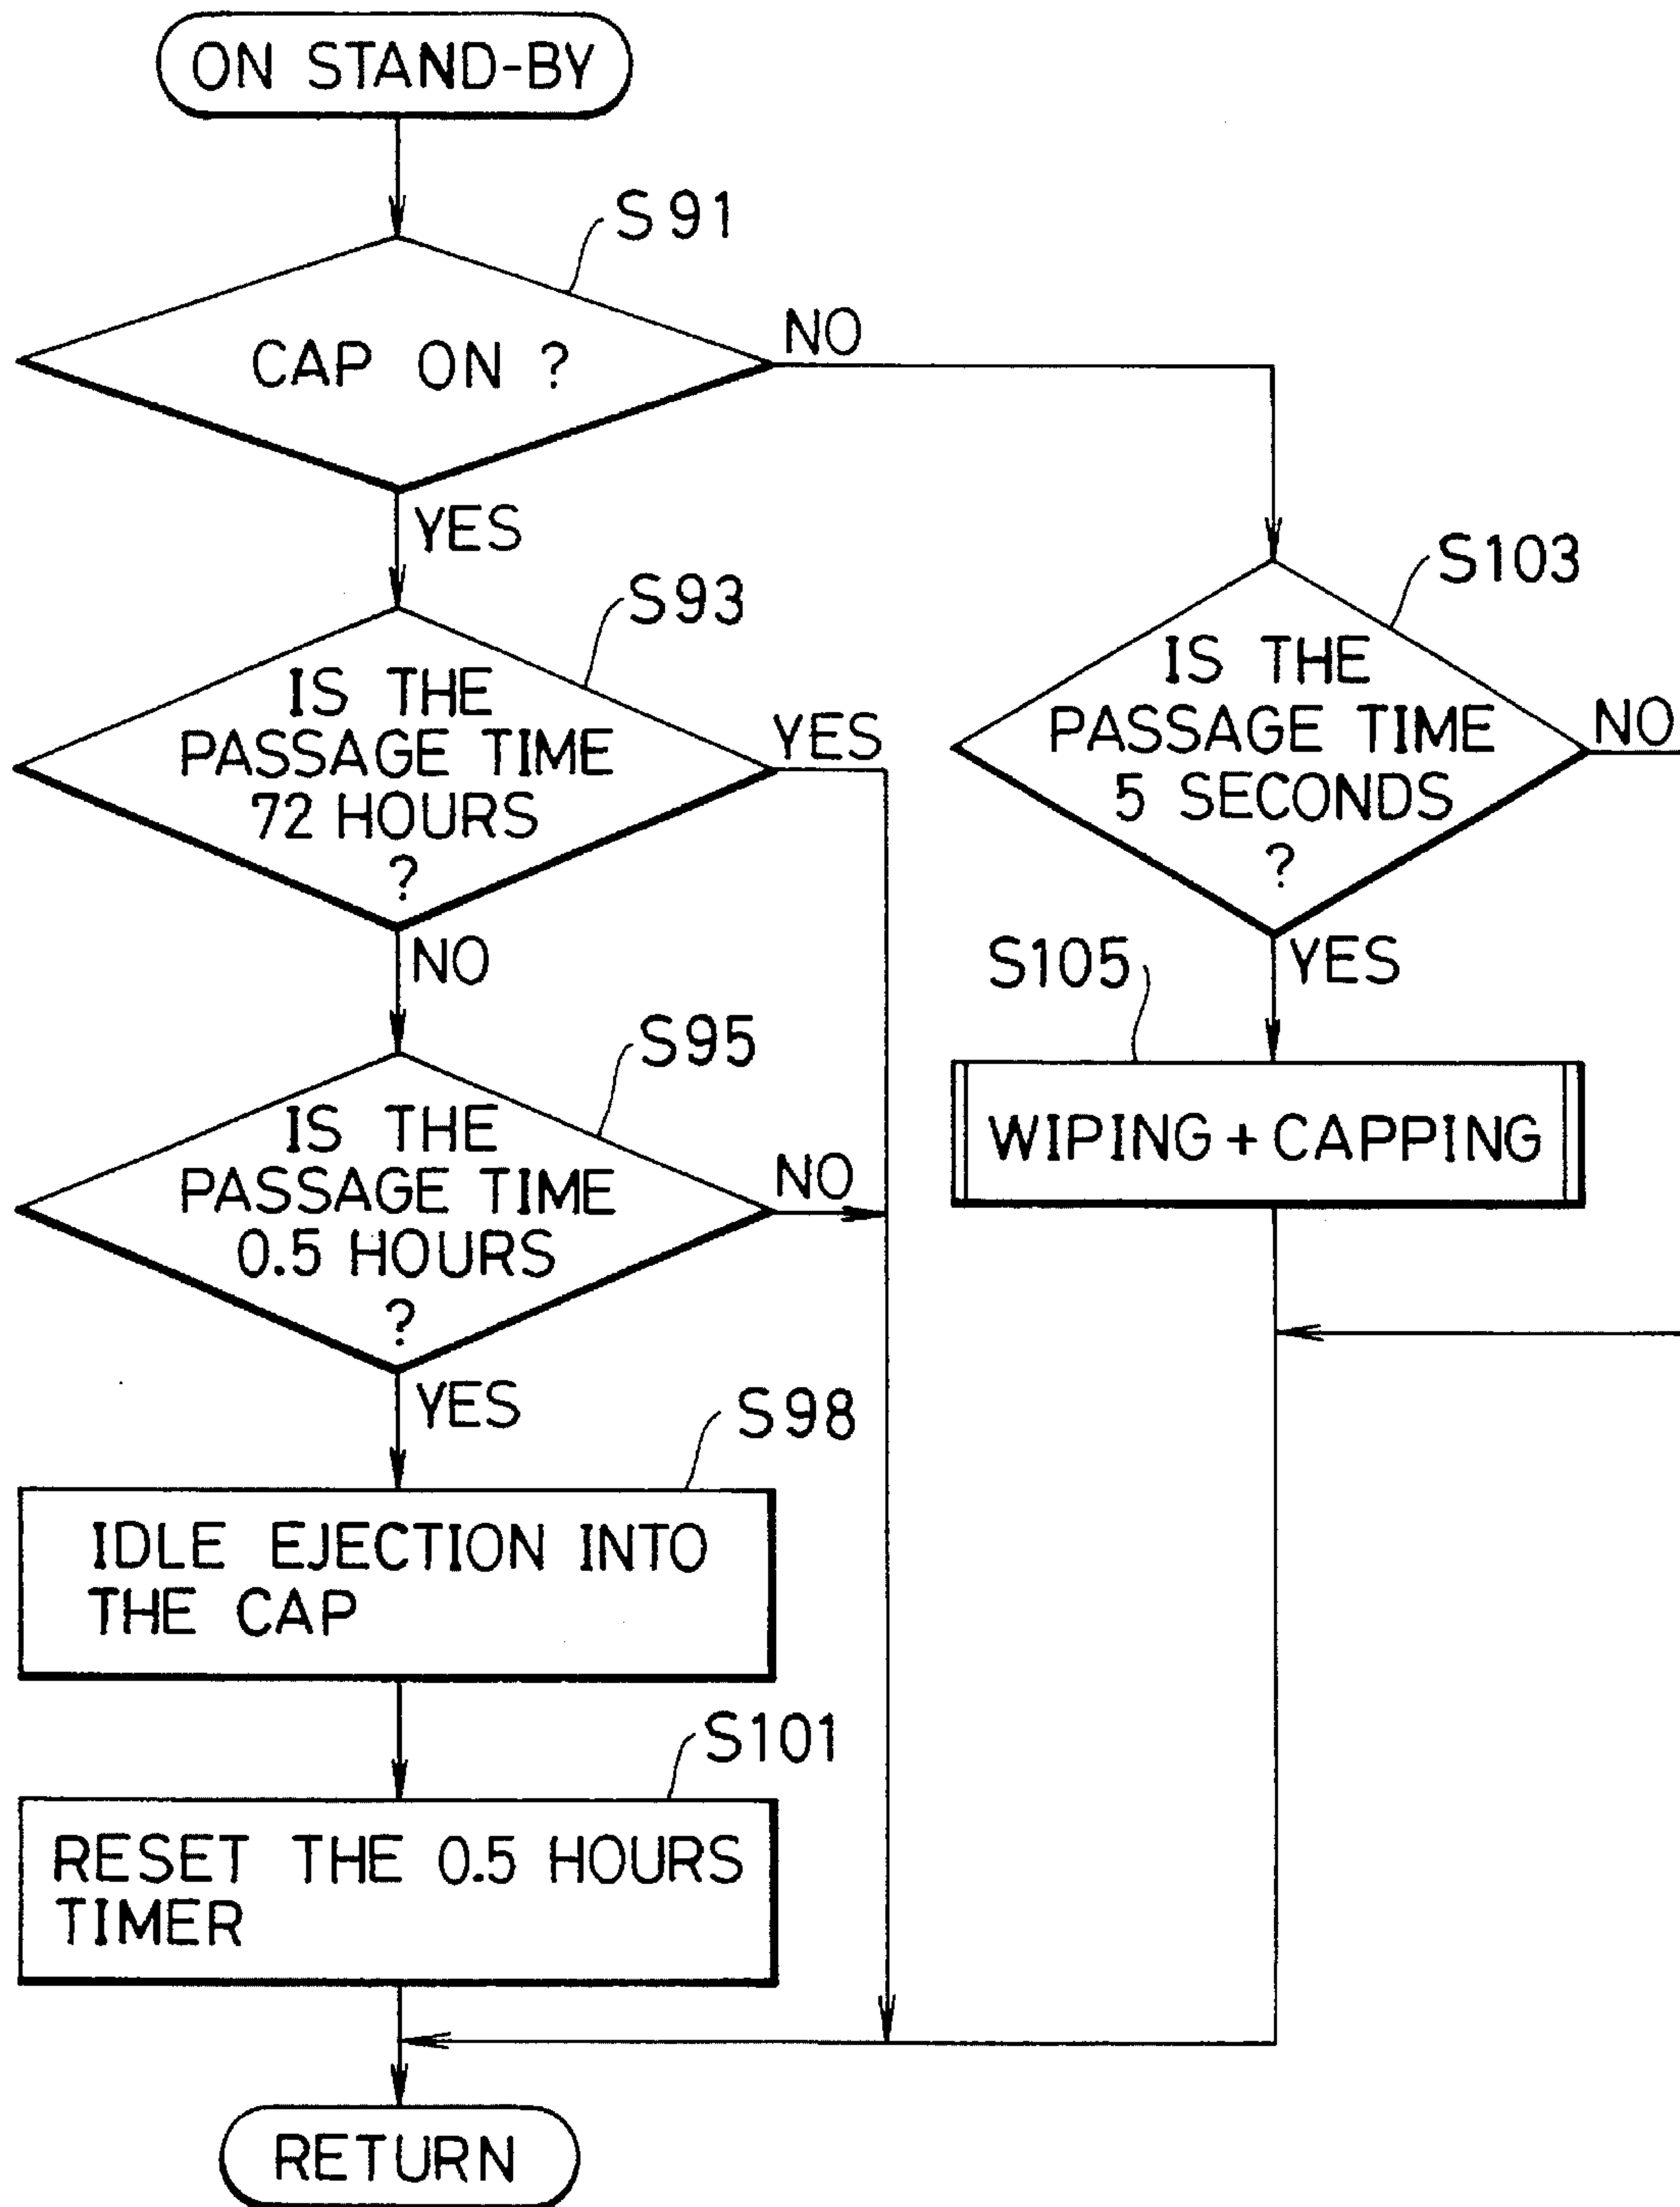 ON STAND-BY
S91
CAP ON ?
NO
YES
S93
IS THE
PASSAGE TIME
72 HOURS
?
YES
NO
S95
IS THE
PASSAGE TIME
0.5 HOURS
?
NO
YES
S98
IDLE EJECTION INTO
THE CAP
S101
RESET THE 0.5 HOURS
TIMER
RETURN
S103
IS THE
PASSAGE TIME
5 SECONDS
?
NO
YES
S105
WIPING + CAPPING